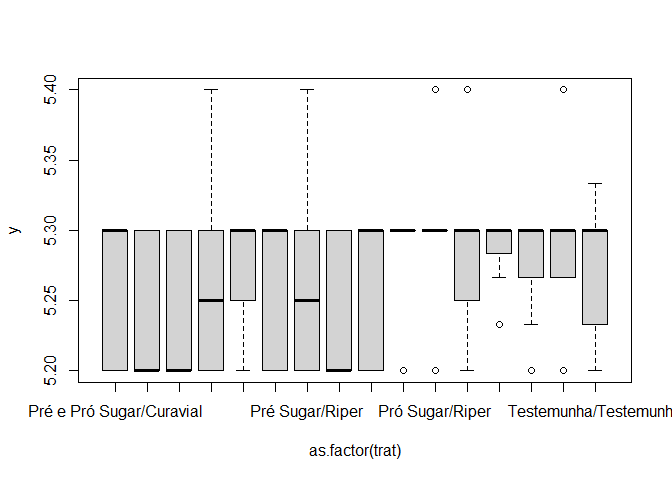 5.40
5.35
5.30
5.25
5.20
y
Pré e Pró Sugar/Curavial
Pré Sugar/Riper
Pró Sugar/Riper
Testemunha/Testemunh
as.factor(trat)